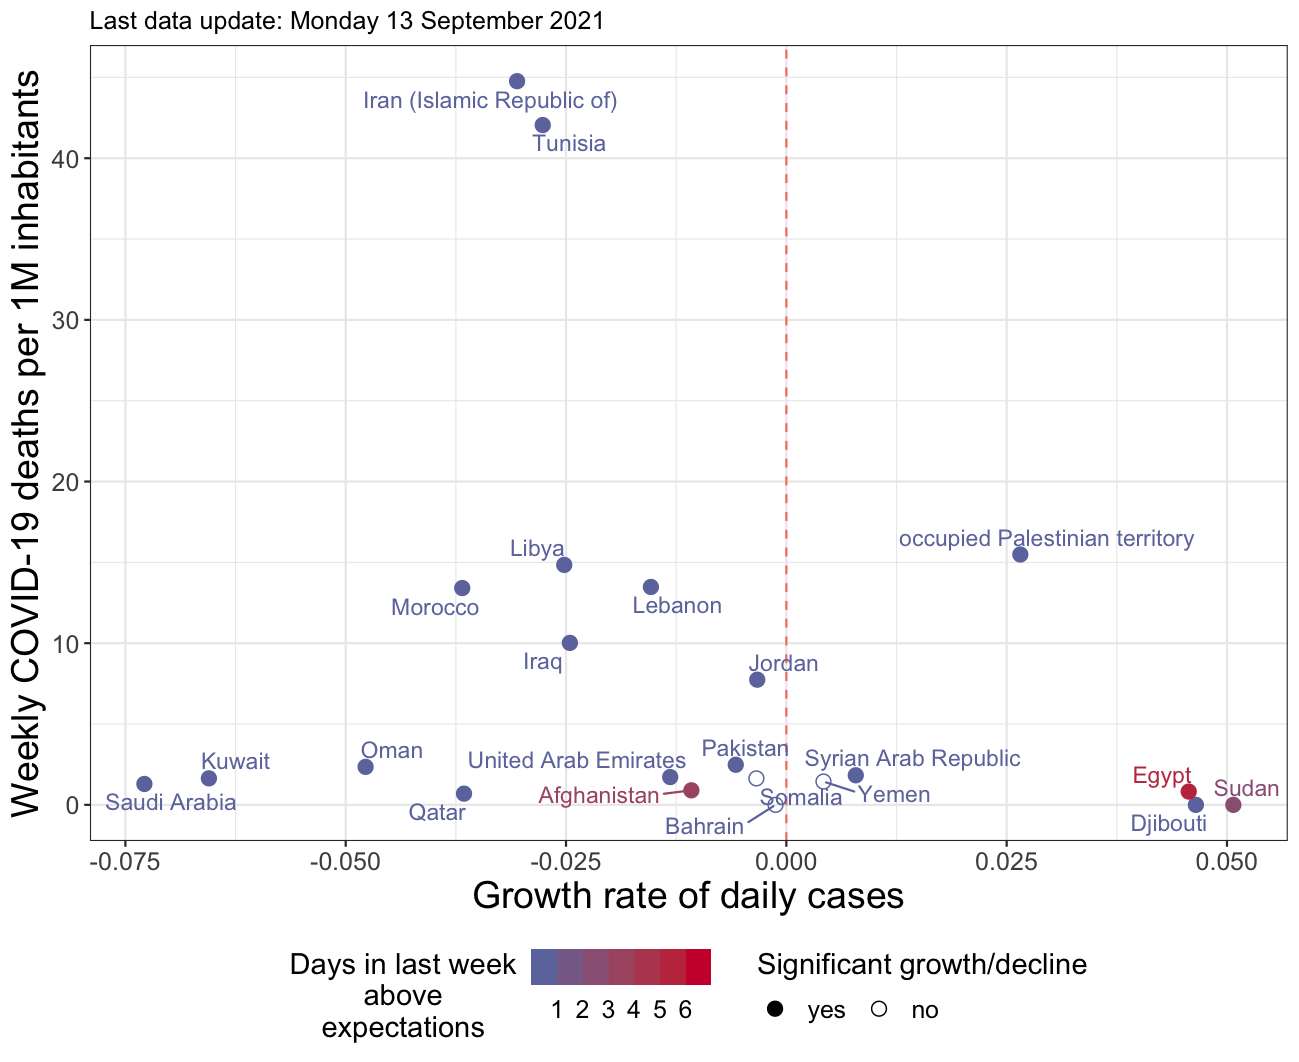 Last data update: Monday 13 September 2021
Weekly COVID-19 deaths per 1M inhabitants
40
30
20
10
0
Iran (Islamic Republic of)
Tunisia
occupied Palestinian territory
Libya
Morocco
Lebanon
Iraq
Jordan
Pakistan
Oman
Syrian Arab Republic
Kuwait
United Arab Emirates
Egypt
Sudan
Afghanistan
Somalia
Yemen
Saudi Arabia
Qatar
Djibouti
Bahrain
-0.075 -0.050 -0.025 0.000 0.025 0.050
Growth rate of daily cases
Days in last week
above
expectations
1 2 3 4 5 6
Significant growth/decline
yes no